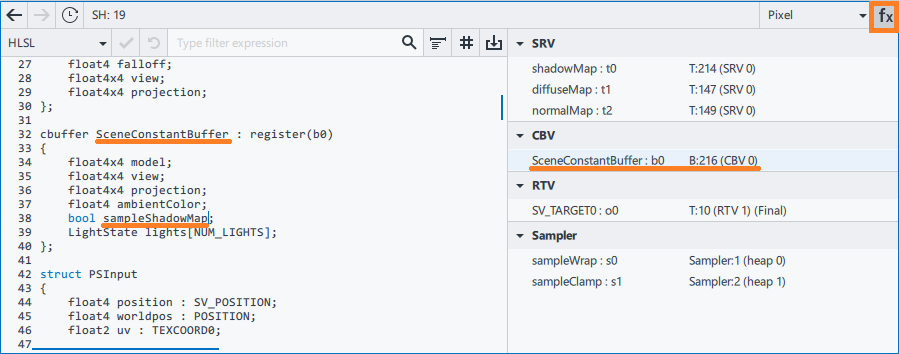 SH: 19
Pixel
fx
HLSL
Type filter expression
27 float4 falloff;
28 float4x4 view;
29 float4x4 projection;
30 };
31
32 cbuffer SceneConstantBuffer : register(b0)
33 {
34 float4x4 model;
35 float4x4 view;
36 float4x4 projection;
37 float4 ambientColor;
38 bool sampleShadowMap;
39 LightState lights[NUM_LIGHTS];
40 };
41
42 struct PSInput
43 {
44 float4 position : SV_POSITION;
45 float4 worldpos : POSITION;
46 float2 uv : TEXCOORD0;
47
SRV
shadowMap : t0 T:214 (SRV 0)
diffuseMap : t1 T:147 (SRV 0)
normalMap : t2 T:149 (SRV 0)
CBV
SceneConstantBuffer : b0 B:216 (CBV 0)
RTV
SV_TARGET0 : o0 T:10 (RTV 1) (Final)
Sampler
sampleWrap : s0 Sampler:1 (heap 0)
sampleClamp : s1 Sampler:2 (heap 1)